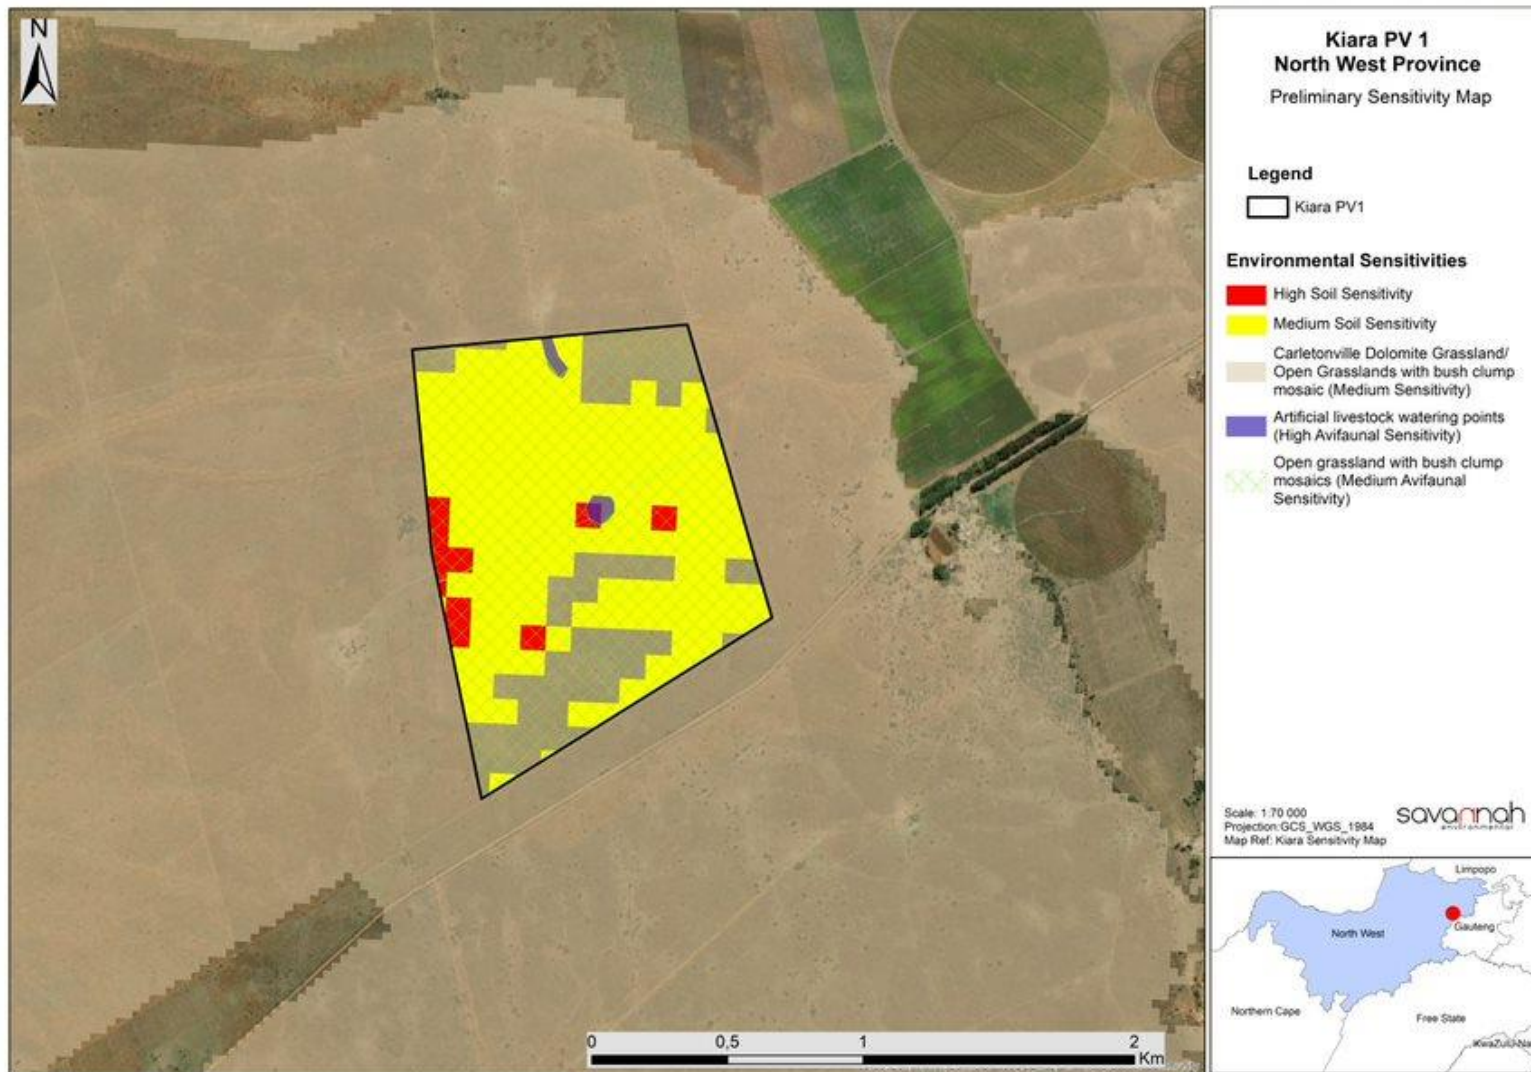 N
Kiara PV 1
North West Province
Preliminary Sensitivity Map
Legend
Kiara PV1
Environmental Sensitivities
High Soil Sensitivity
Medium Soil Sensitivity
Carletonville Dolomite Grassland/
Open Grasslands with bush clump
mosaic (Medium Sensitivity)
Artificial livestock watering points
(High Avifaunal Sensitivity)
Open grassland with bush clump
mosaics (Medium Avifaunal
Sensitivity)
Scale: 1:70 000
Projection:GCS_WGS_1984
Map Ref: Kiara Sensitivity Map
savannah
environmental
Limpopo
North West
Gauteng
Northern Cape
Free State
KwaZulu-Na
0 0,5 1 2
Km